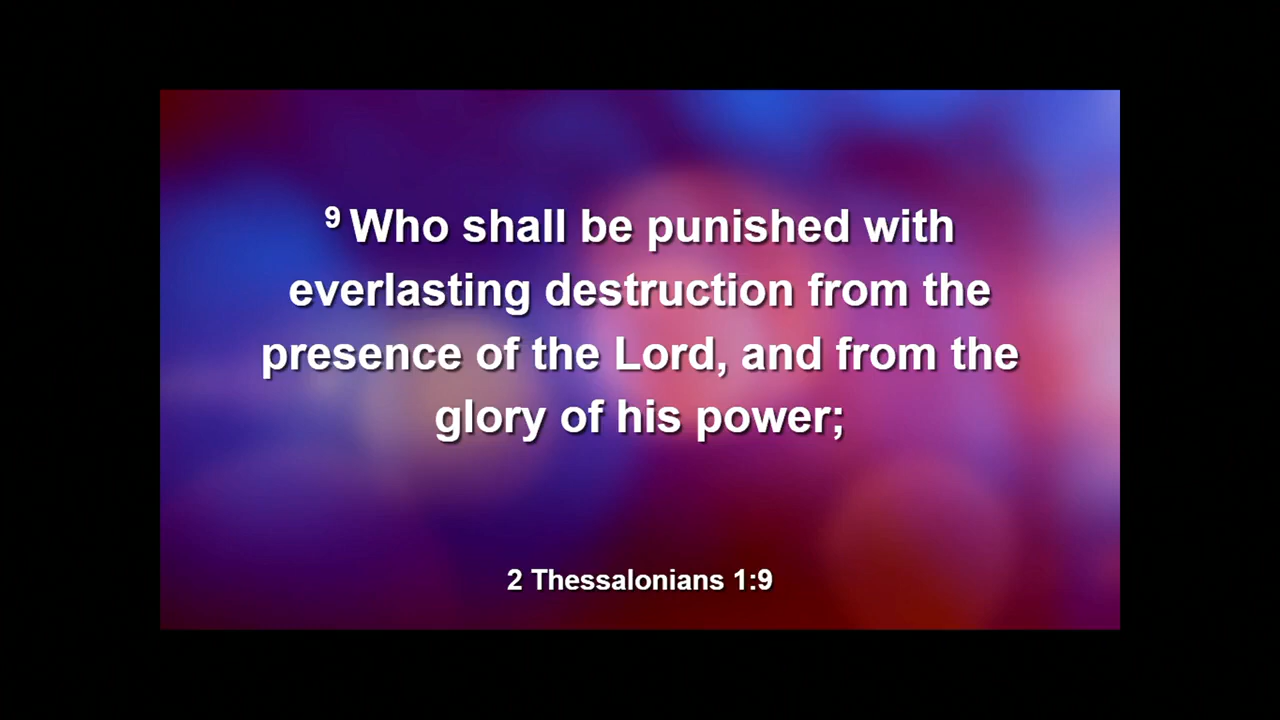 9 Who shall be punished with
everlasting destruction from the
presence of the Lord, and from the
glory of his power;
2 Thessalonians 1:9